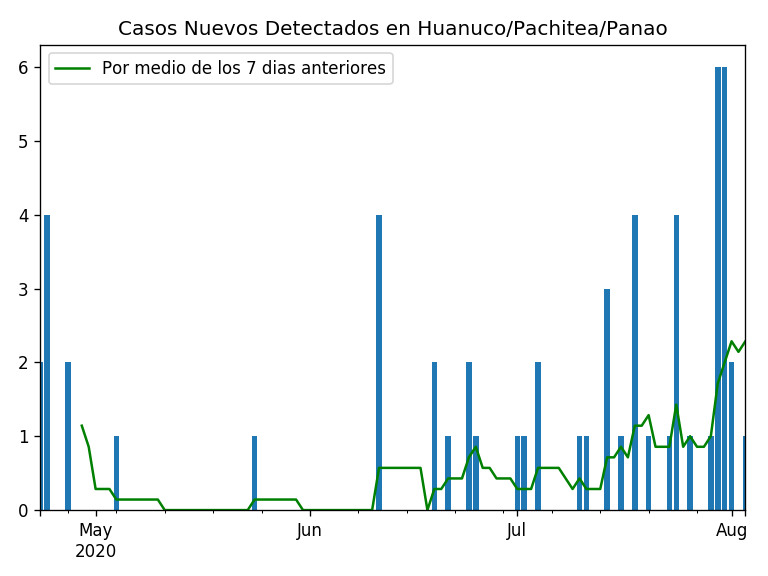 Casos Nuevos Detectados en Huanuco/Pachitea/Panao
Por medio de los 7 dias anteriores
6
5
4
3
2
1
0
May Jun Jul Aug
2020